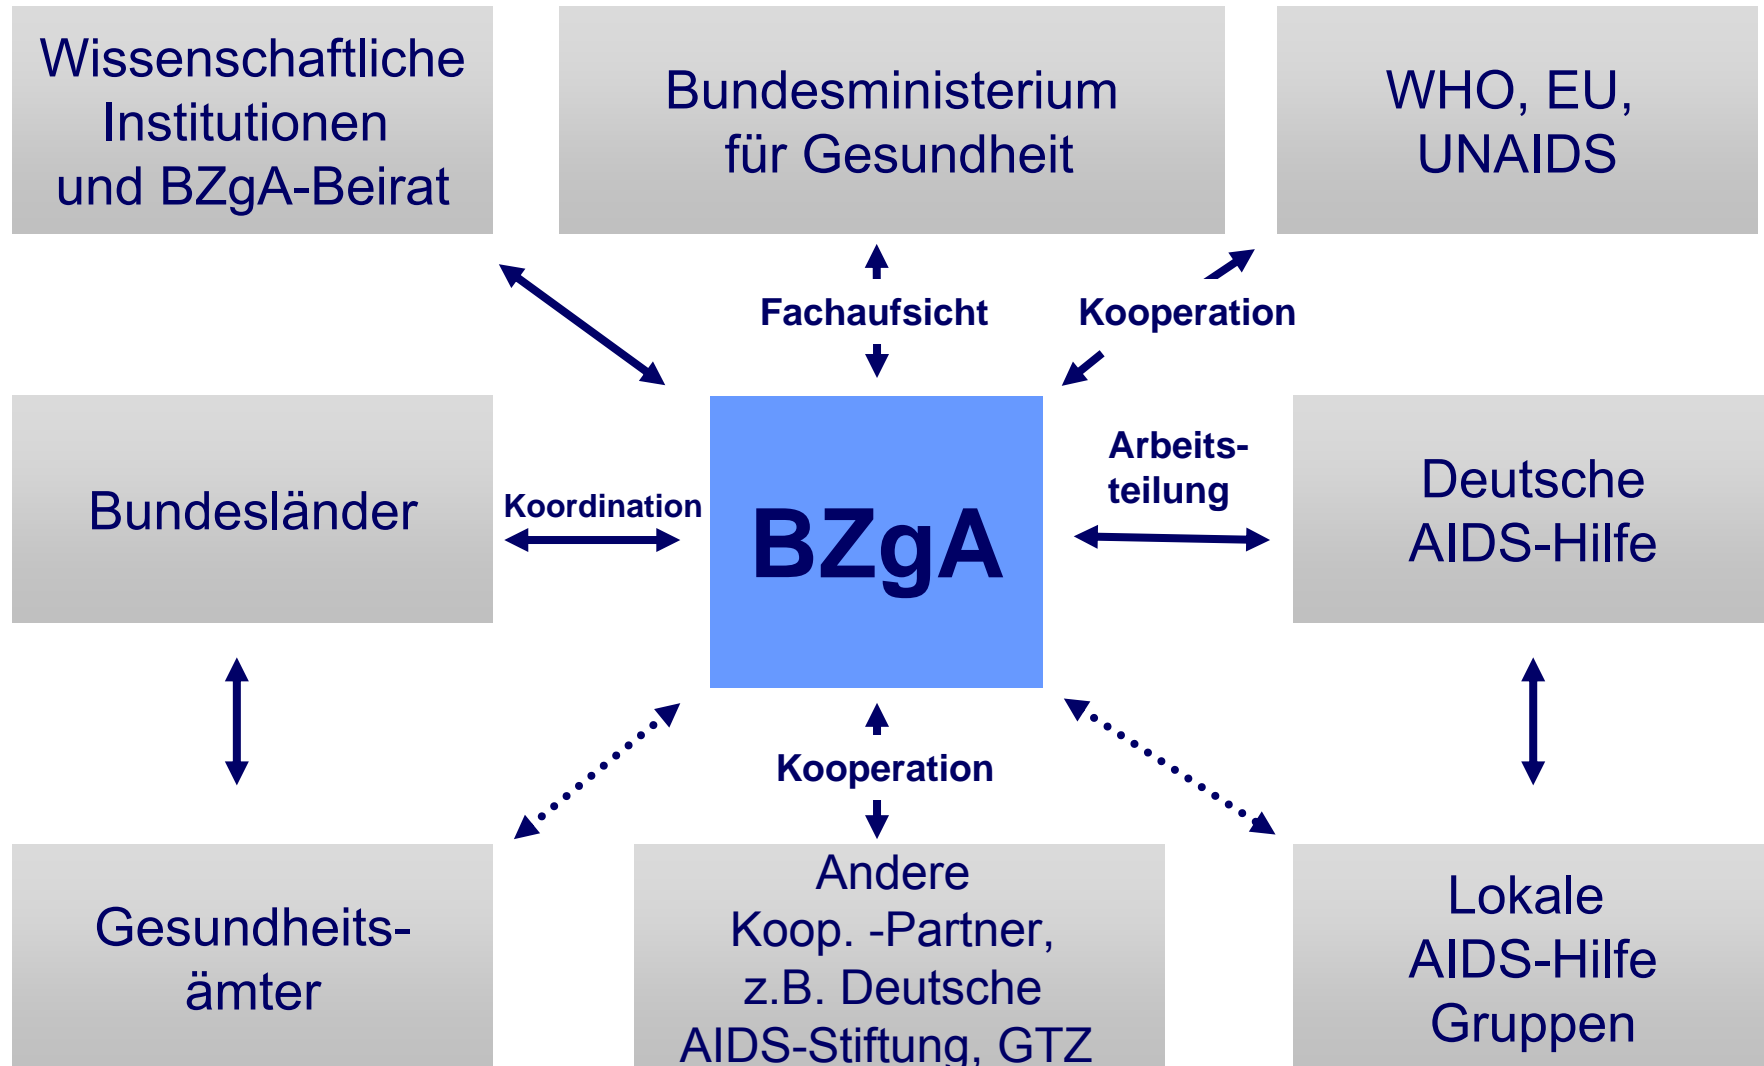 Wissenschaftliche
Institutionen
und BZgA-Beirat
Bundesministerium
für Gesundheit
WHO, EU,
UNAIDS
Fachaufsicht
Kooperation
Bundesländer
Koordination
BZgA
Arbeits-
teilung
Deutsche
AIDS-Hilfe
Kooperation
Gesundheits-
ämter
Andere
Koop. -Partner,
z.B. Deutsche
AIDS-Stiftung, GTZ
Lokale
AIDS-Hilfe
Gruppen